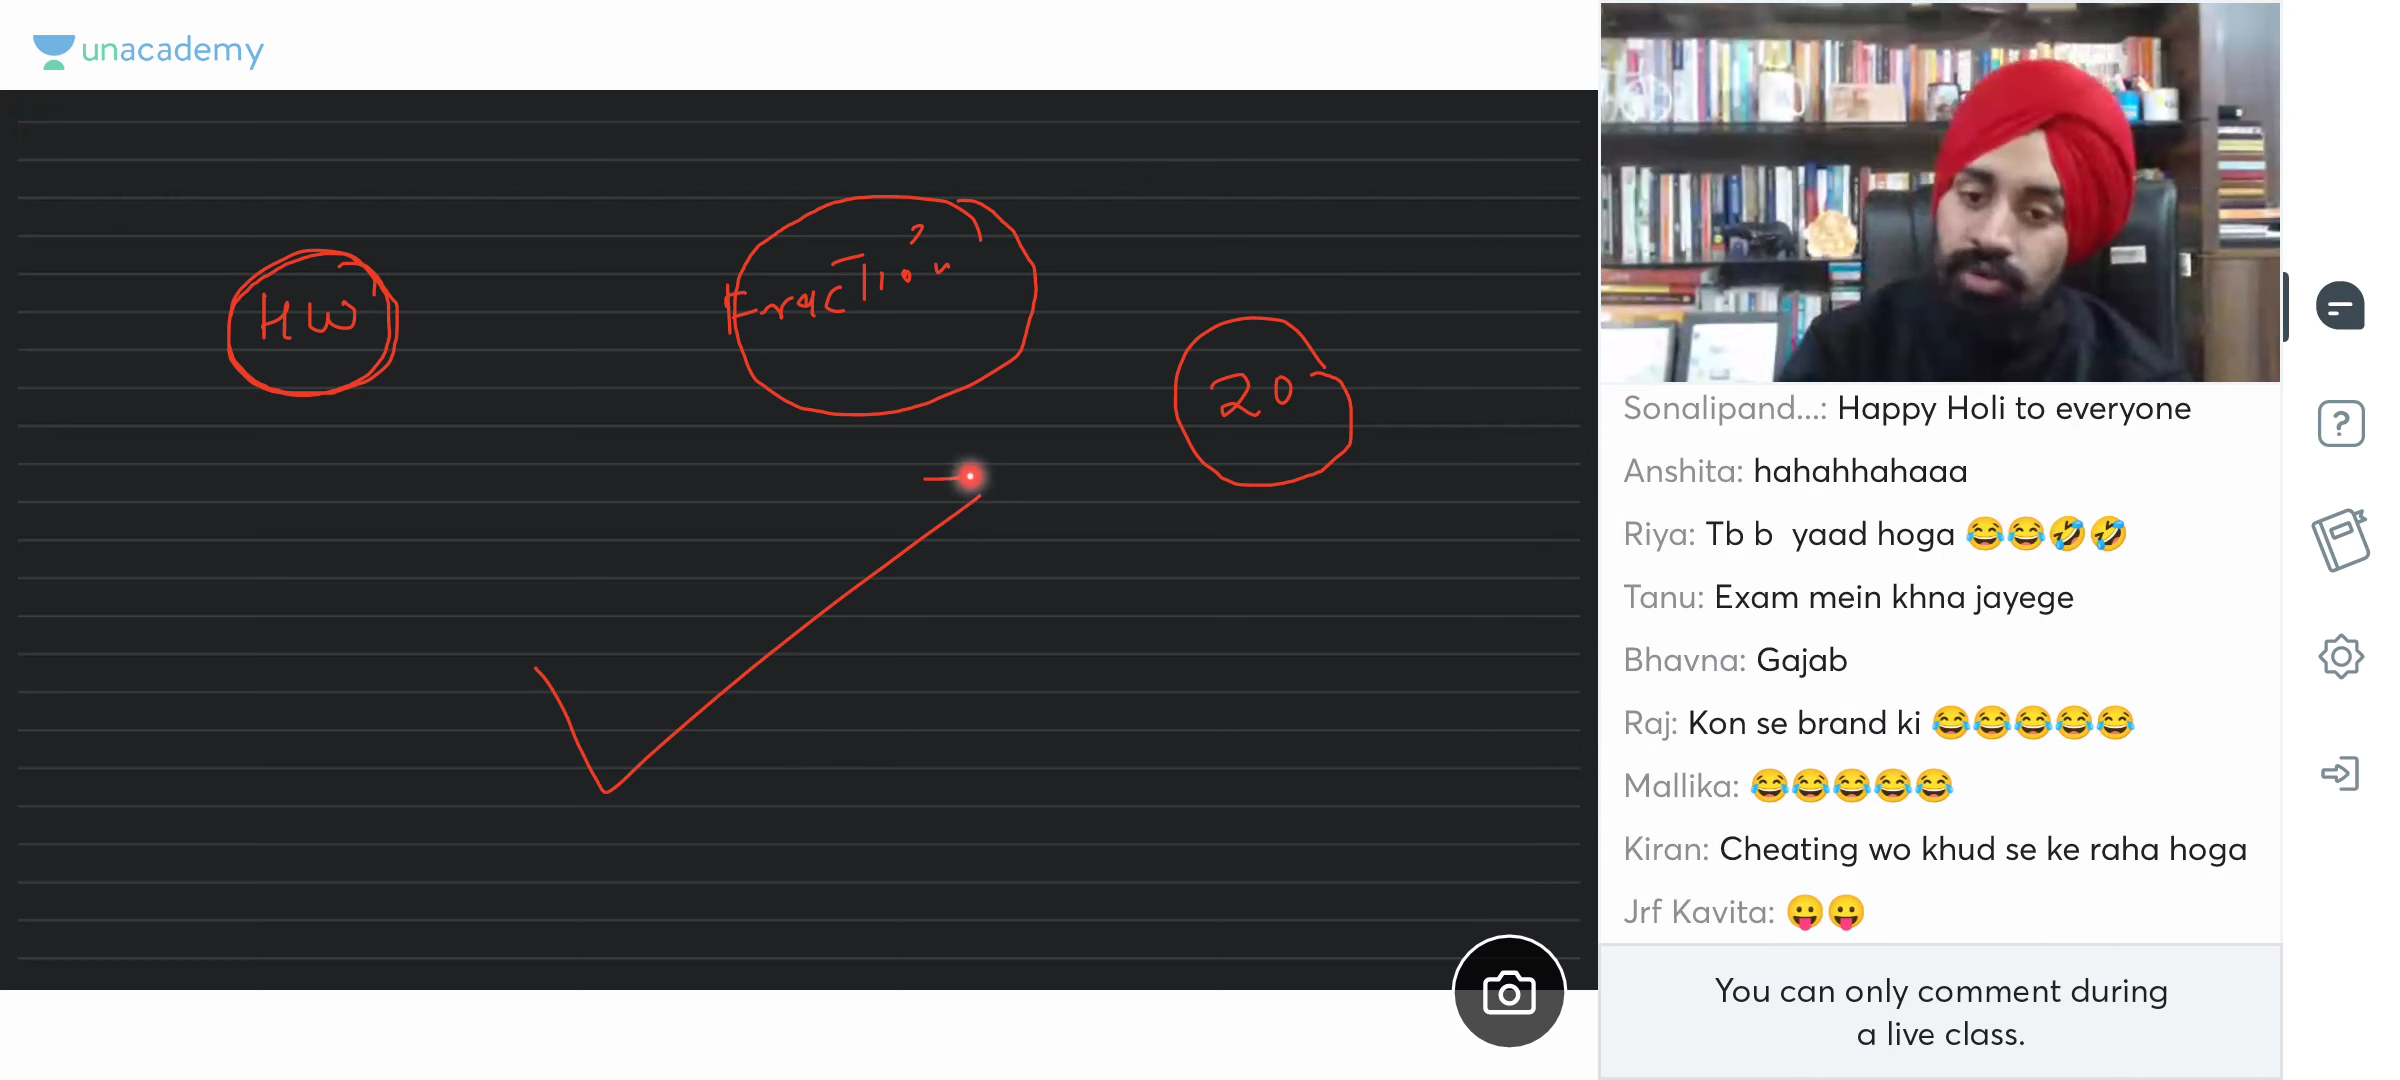 unacademy
HW
Fraction
20
Sonalipand...: Happy Holi to everyone
Anshita: hahahhahaaa
Riya: Tb b yaad hoga 😂😂🤣🤣
Tanu: Exam mein khna jayege
Bhavna: Gajab
Raj: Kon se brand ki 😂😂😂😂😂
Mallika: 😂😂😂😂😂
Kiran: Cheating wo khud se ke raha hoga
Jrf Kavita: 😛😛
You can only comment during
a live class.